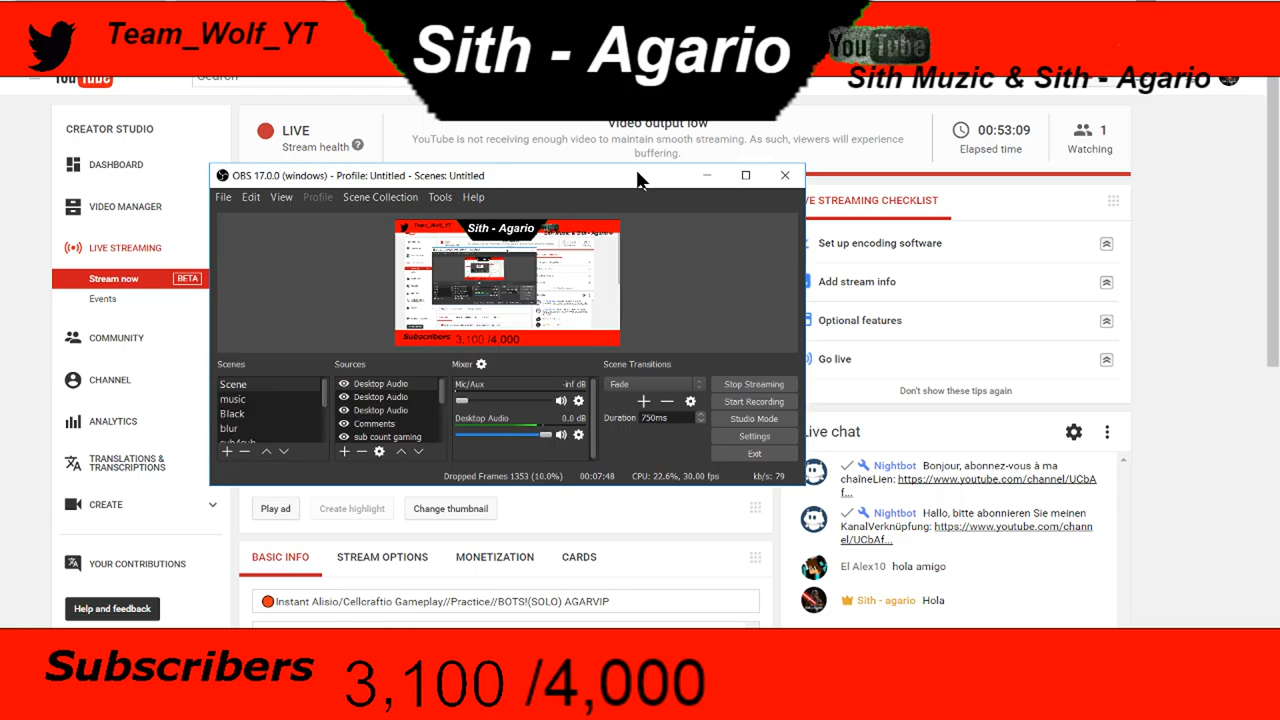 Team_Wolf_YT
Sith - Agario
YouTube
Sith Muzic & Sith - Agario
YouTube
Search
CREATOR STUDIO
DASHBOARD
VIDEO MANAGER
LIVE STREAMING
Stream now BETA
Events
COMMUNITY
CHANNEL
ANALYTICS
TRANSLATIONS &
TRANSCRIPTIONS
CREATE
YOUR CONTRIBUTIONS
Help and feedback
LIVE
Stream health ?
Video output low
YouTube is not receiving enough video to maintain smooth streaming. As such, viewers will experience
buffering.
00:53:09
Elapsed time
1
Watching
OBS 17.0.0 (windows) - Profile: Untitled - Scenes: Untitled
File Edit View Profile Scene Collection Tools Help
Team_Wolf_YT
Sith - Agario
Sith Muzic & Sith - Agario
Subscribers 3,100 /4,000
Scenes
Scene
music
Black
blur
Sources
Desktop Audio
Desktop Audio
Desktop Audio
Comments
sub count gaming
Mixer
Mic/Aux -inf dB
Desktop Audio 0.0 dB
Scene Transitions
Fade
Duration 750ms
Stop Streaming
Start Recording
Studio Mode
Settings
Exit
Dropped Frames 1353 (10.0%) 00:07:48 CPU: 22.6%, 30.00 fps kb/s: 79
VE STREAMING CHECKLIST
Set up encoding software
Add stream info
Optional features
Go live
Don't show these tips again
Play ad Create highlight Change thumbnail
BASIC INFO STREAM OPTIONS MONETIZATION CARDS
Instant Alisio/Cellcraftio Gameplay//Practice//BOTS!(SOLO) AGARVIP
Live chat
Nightbot Bonjour, abonnez-vous à ma
chaîneLien: https://www.youtube.com/channel/UCbA
f...
Nightbot Hallo, bitte abonnieren Sie meinen
KanalVerknüpfung: https://www.youtube.com/chann
el/UCbAf...
El Alex10 hola amigo
Sith - agario Hola
Subscribers 3,100 /4,000